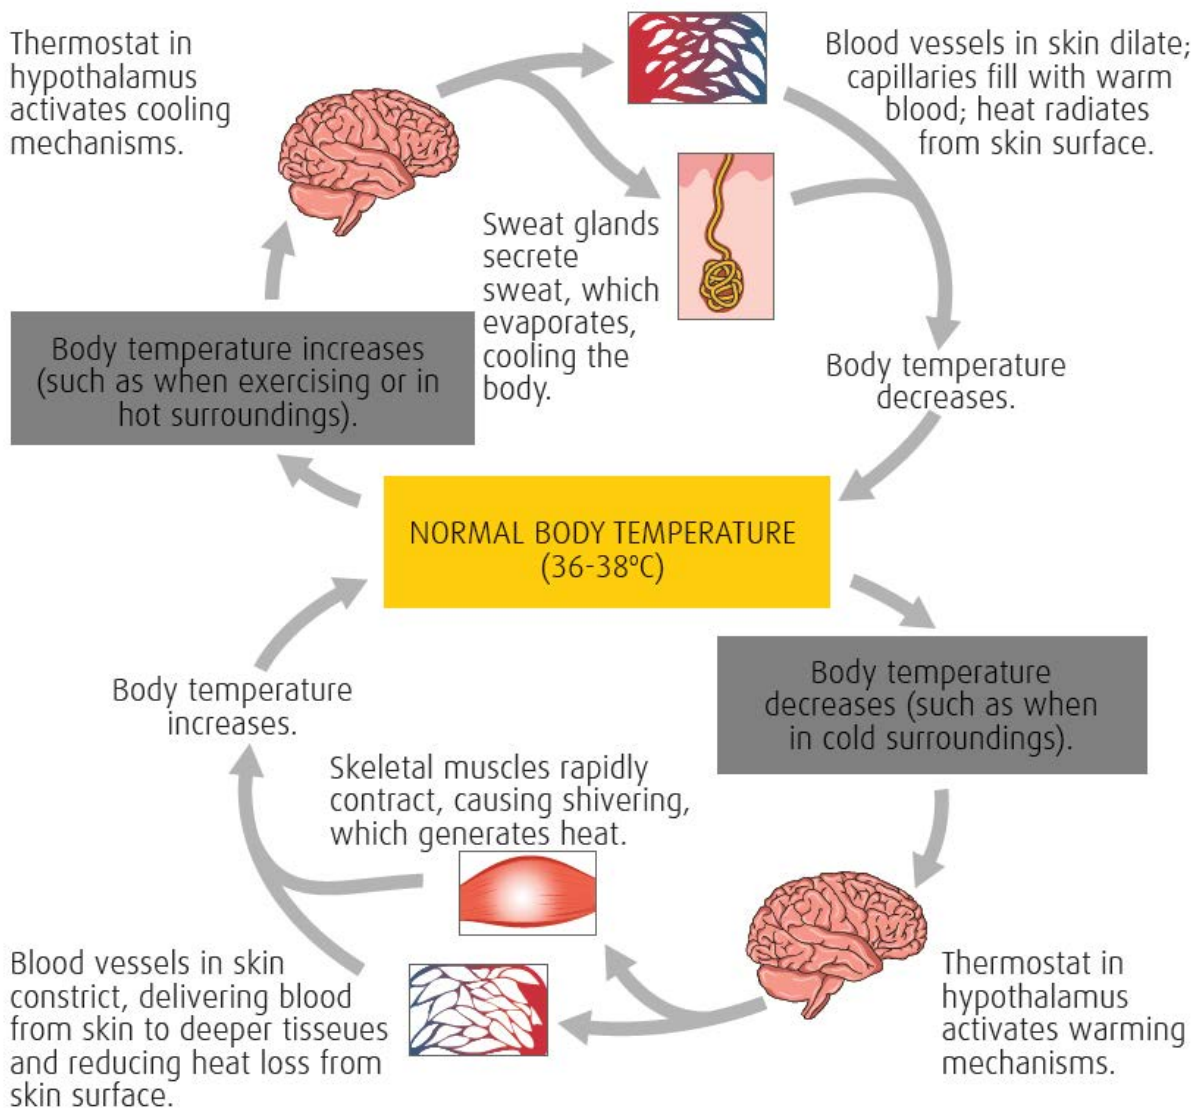 Thermostat in
hypothalamus
activates cooling
mechanisms.
Blood vessels in skin dilate;
capillaries fill with warm
blood; heat radiates
from skin surface.
Sweat glands
secrete
sweat, which
evaporates,
cooling the
body.
Body temperature increases
(such as when exercising or in
hot surroundings).
Body temperature
decreases.
NORMAL BODY TEMPERATURE
(36-38ºC)
Body temperature
decreases (such as when
in cold surroundings).
Body temperature
increases.
Skeletal muscles rapidly
contract, causing shivering,
which generates heat.
Blood vessels in skin
constrict, delivering blood
from skin to deeper tisseues
and reducing heat loss from
skin surface.
Thermostat in
hypothalamus
activates warming
mechanisms.